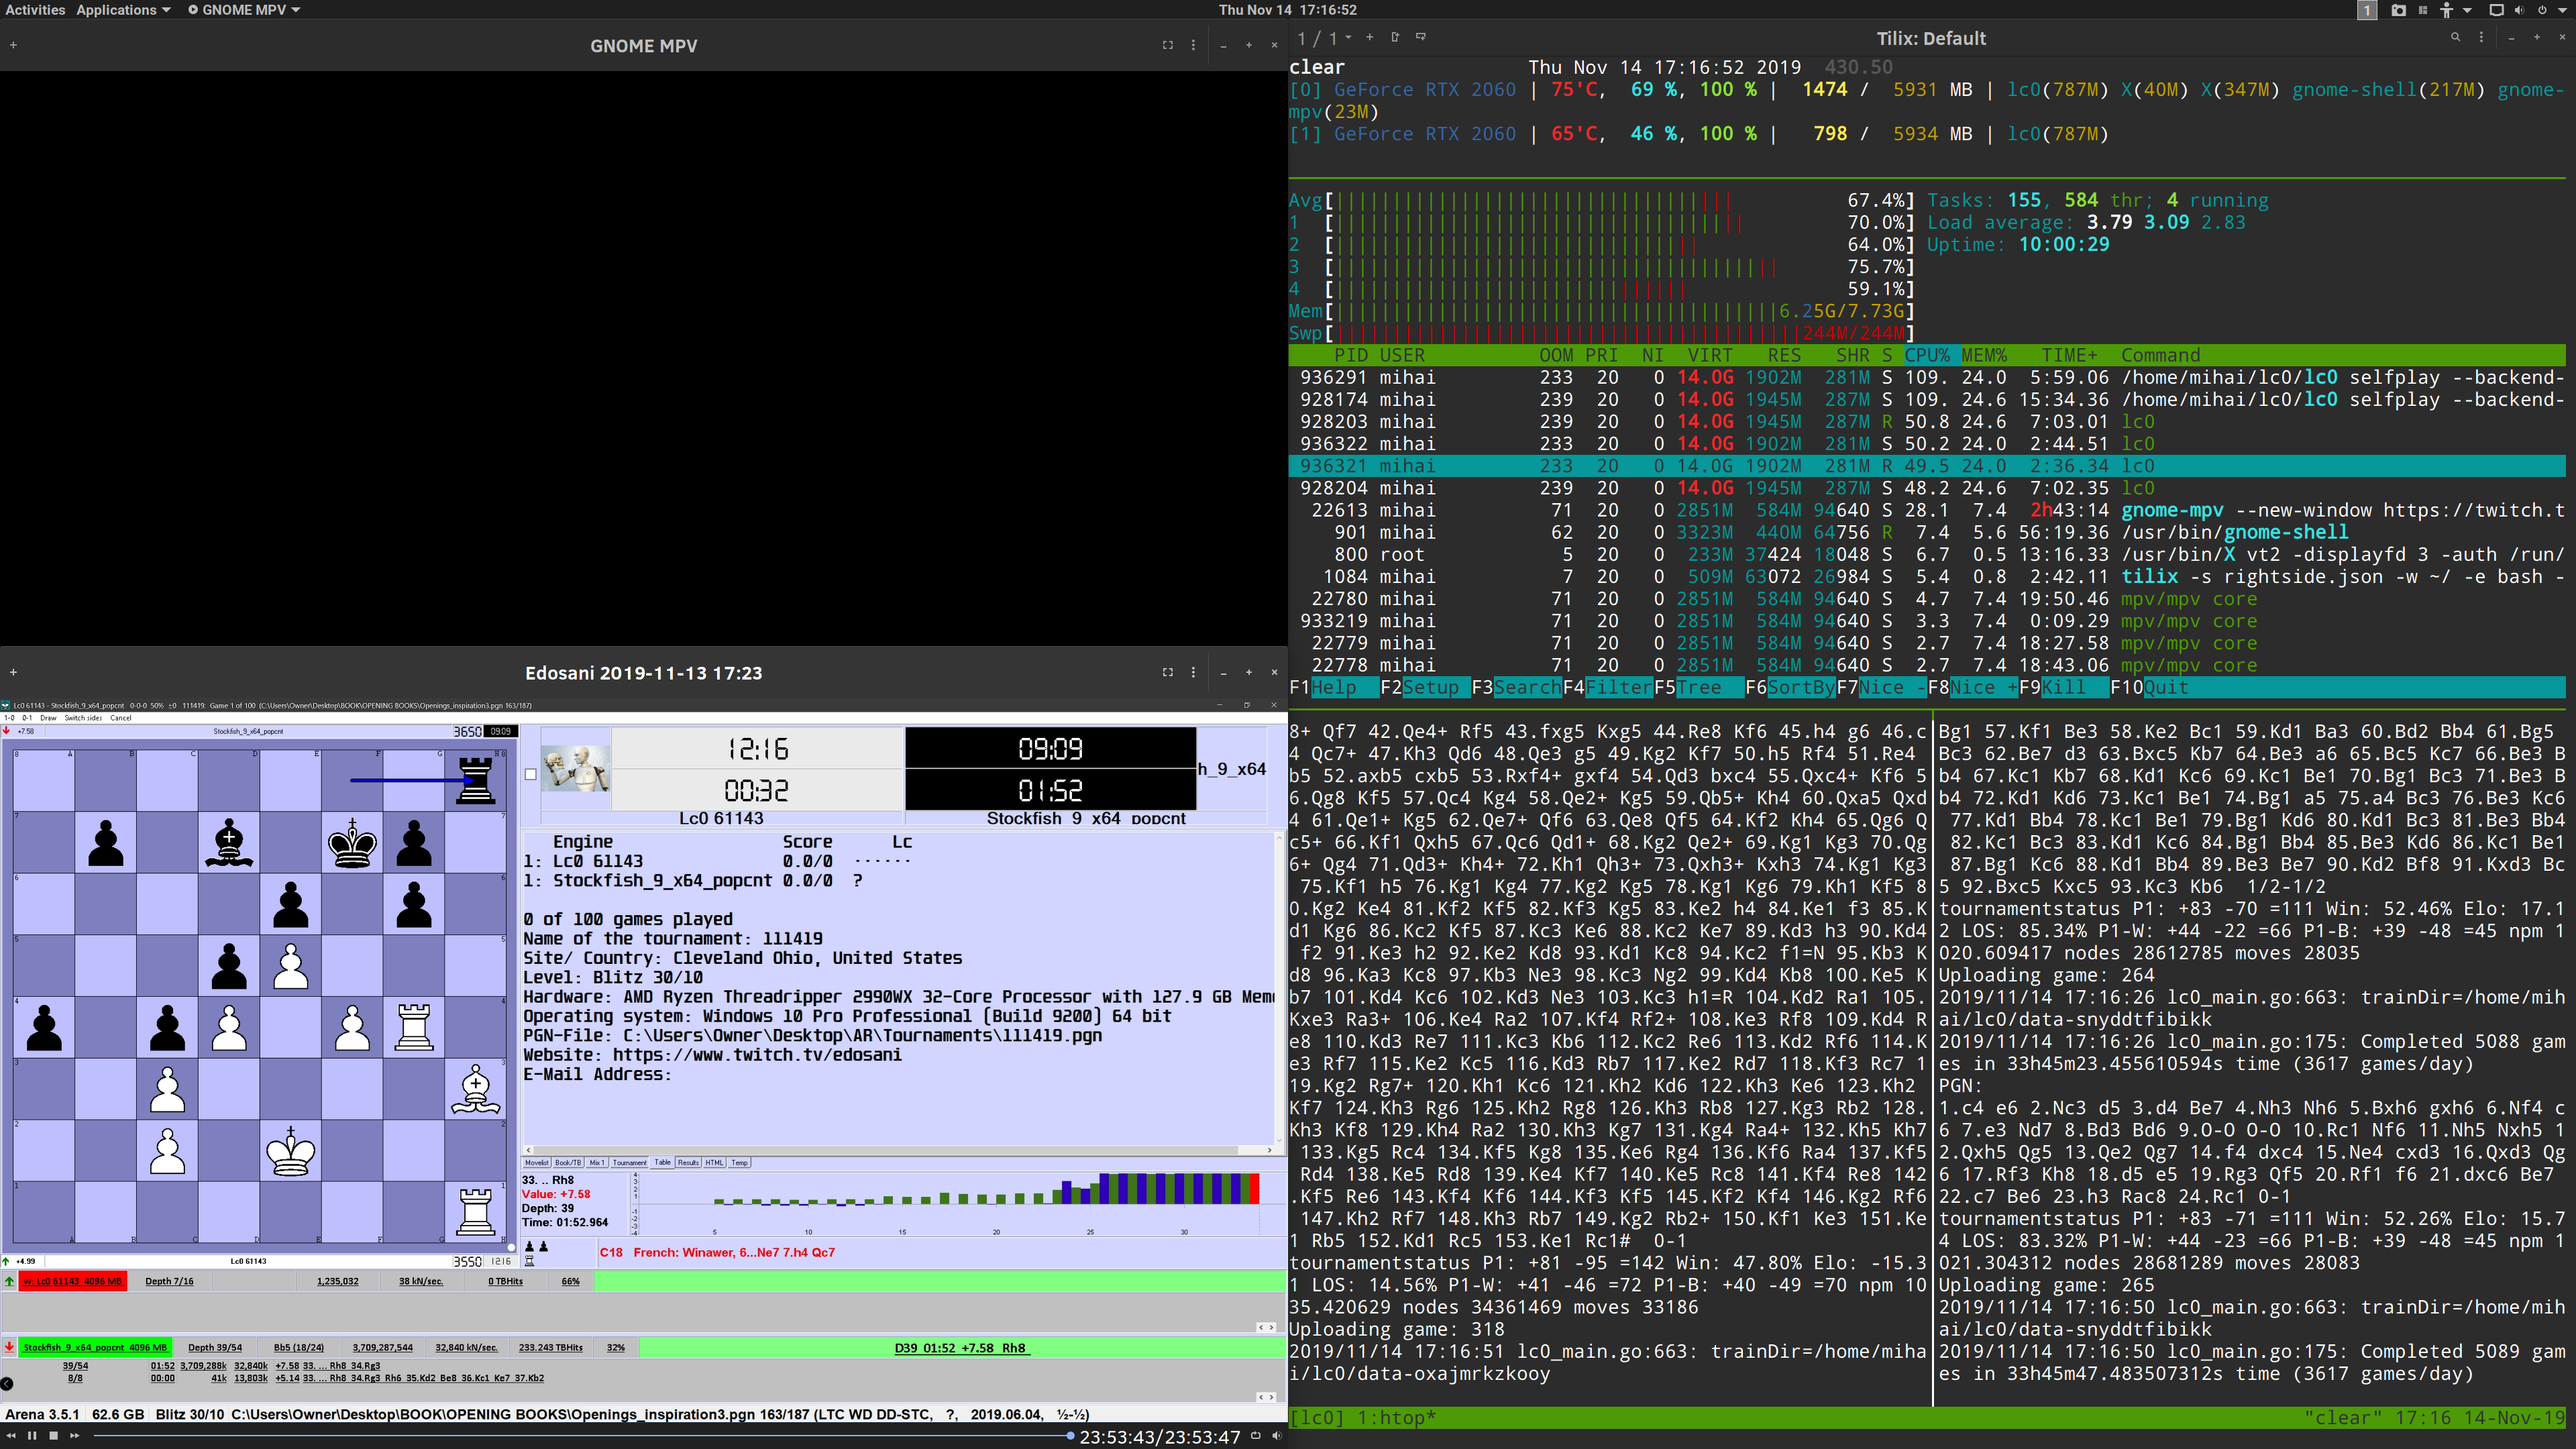 Activities Applications GNOME MPV Thu Nov 14 17:16:52 1
GNOME MPV
Edosani 2019-11-13 17:23
Lc0 61143 - Stockfish_9_x64_popcnt 0-0-0 50% ±0 111419: Game 1 of 100 (C:\Users\Owner\Desktop\BOOK\OPENING BOOKS\Openings_inspiration3.pgn 163/187)
1-0 0-1 Draw Switch sides Cancel
+7.58 Stockfish_9_x64_popcnt 3650 09:09
12:16 09:09 h_9_x64
00:32 01:52
Lc0 61143 Stockfish_9_x64_popcnt
Engine Score Lc
1: Lc0 61143 0.0/0 ······
1: Stockfish_9_x64_popcnt 0.0/0 ?
0 of 100 games played
Name of the tournament: 111419
Site/ Country: Cleveland Ohio, United States
Level: Blitz 30/10
Hardware: AMD Ryzen Threadripper 2990WX 32-Core Processor with 127.9 GB Mem
Operating system: Windows 10 Pro Professional (Build 9200) 64 bit
PGN-File: C:\Users\Owner\Desktop\AR\Tournaments\111419.pgn
Website: https://www.twitch.tv/edosani
E-Mail Address:
Movelist Book/TB Mix 1 Tournament Table Results HTML Temp
33. .. Rh8
Value: +7.58
Depth: 39
Time: 01:52.964
5 10 15 20 25 30
C18 French: Winawer, 6...Ne7 7.h4 Qc7
+4.99 Lc0 61143 3550 12:16
w: Lc0 61143 4096 MB Depth 7/16 1,235,032 38 kN/sec. 0 TBHits 66%
Stockfish_9_x64_popcnt 4096 MB Depth 39/54 Bb5 (18/24) 3,709,287,544 32,840 kN/sec. 233.243 TBHits 32% D39 01:52 +7.58 Rh8
39/54 01:52 3,709,288k 32,840k +7.58 33. ... Rh8 34.Rg3
8/8 00:00 41k 13,803k +5.14 33. ... Rh8 34.Rg3 Rh6 35.Kd2 Be8 36.Kc1 Ke7 37.Kb2
Arena 3.5.1 62.6 GB Blitz 30/10 C:\Users\Owner\Desktop\BOOK\OPENING BOOKS\Openings_inspiration3.pgn 163/187 (LTC WD DD-STC, ?, 2019.06.04, ½-½)
23:53:43/23:53:47
1 / 1 Tilix: Default
clear Thu Nov 14 17:16:52 2019 430.50
[0] GeForce RTX 2060 | 75'C, 69 %, 100 % | 1474 / 5931 MB | lc0(787M) X(40M) X(347M) gnome-shell(217M) gnome-
mpv(23M)
[1] GeForce RTX 2060 | 65'C, 46 %, 100 % | 798 / 5934 MB | lc0(787M)
Avg[ 67.4%] Tasks: 155, 584 thr; 4 running
1 [ 70.0%] Load average: 3.79 3.09 2.83
2 [ 64.0%] Uptime: 10:00:29
3 [ 75.7%]
4 [ 59.1%]
Mem[ 6.25G/7.73G]
Swp[ 244M/244M]
PID USER OOM PRI NI VIRT RES SHR S CPU% MEM% TIME+ Command
936291 mihai 233 20 0 14.0G 1902M 281M S 109. 24.0 5:59.06 /home/mihai/lc0/lc0 selfplay --backend-
928174 mihai 239 20 0 14.0G 1945M 287M S 109. 24.6 15:34.36 /home/mihai/lc0/lc0 selfplay --backend-
928203 mihai 239 20 0 14.0G 1945M 287M R 50.8 24.6 7:03.01 lc0
936322 mihai 233 20 0 14.0G 1902M 281M S 50.2 24.0 2:44.51 lc0
936321 mihai 233 20 0 14.0G 1902M 281M R 49.5 24.0 2:36.34 lc0
928204 mihai 239 20 0 14.0G 1945M 287M S 48.2 24.6 7:02.35 lc0
22613 mihai 71 20 0 2851M 584M 94640 S 28.1 7.4 2h43:14 gnome-mpv --new-window https://twitch.t
901 mihai 62 20 0 3323M 440M 64756 R 7.4 5.6 56:19.36 /usr/bin/gnome-shell
800 root 5 20 0 233M 37424 18048 S 6.7 0.5 13:16.33 /usr/bin/X vt2 -displayfd 3 -auth /run/
1084 mihai 7 20 0 509M 63072 26984 S 5.4 0.8 2:42.11 tilix -s rightside.json -w ~/ -e bash -
22780 mihai 71 20 0 2851M 584M 94640 S 4.7 7.4 19:50.46 mpv/mpv core
933219 mihai 71 20 0 2851M 584M 94640 S 3.3 7.4 0:09.29 mpv/mpv core
22779 mihai 71 20 0 2851M 584M 94640 S 2.7 7.4 18:27.58 mpv/mpv core
22778 mihai 71 20 0 2851M 584M 94640 S 2.7 7.4 18:43.06 mpv/mpv core
F1Help F2Setup F3SearchF4FilterF5Tree F6SortByF7Nice -F8Nice +F9Kill F10Quit
8+ Qf7 42.Qe4+ Rf5 43.fxg5 Kxg5 44.Re8 Kf6 45.h4 g6 46.c
4 Qc7+ 47.Kh3 Qd6 48.Qe3 g5 49.Kg2 Kf7 50.h5 Rf4 51.Re4
b5 52.axb5 cxb5 53.Rxf4+ gxf4 54.Qd3 bxc4 55.Qxc4+ Kf6 5
6.Qg8 Kf5 57.Qc4 Kg4 58.Qe2+ Kg5 59.Qb5+ Kh4 60.Qxa5 Qxd
4 61.Qe1+ Kg5 62.Qe7+ Qf6 63.Qe8 Qf5 64.Kf2 Kh4 65.Qg6 Q
c5+ 66.Kf1 Qxh5 67.Qc6 Qd1+ 68.Kg2 Qe2+ 69.Kg1 Kg3 70.Qg
6+ Qg4 71.Qd3+ Kh4+ 72.Kh1 Qh3+ 73.Qxh3+ Kxh3 74.Kg1 Kg3
75.Kf1 h5 76.Kg1 Kg4 77.Kg2 Kg5 78.Kg1 Kg6 79.Kh1 Kf5 8
0.Kg2 Ke4 81.Kf2 Kf5 82.Kf3 Kg5 83.Ke2 h4 84.Ke1 f3 85.K
d1 Kg6 86.Kc2 Kf5 87.Kc3 Ke6 88.Kc2 Ke7 89.Kd3 h3 90.Kd4
f2 91.Ke3 h2 92.Ke2 Kd8 93.Kd1 Kc8 94.Kc2 f1=N 95.Kb3 K
d8 96.Ka3 Kc8 97.Kb3 Ne3 98.Kc3 Ng2 99.Kd4 Kb8 100.Ke5 K
b7 101.Kd4 Kc6 102.Kd3 Ne3 103.Kc3 h1=R 104.Kd2 Ra1 105.
Kxe3 Ra3+ 106.Ke4 Ra2 107.Kf4 Rf2+ 108.Ke3 Rf8 109.Kd4 R
e8 110.Kd3 Re7 111.Kc3 Kb6 112.Kc2 Re6 113.Kd2 Rf6 114.K
e3 Rf7 115.Ke2 Kc5 116.Kd3 Rb7 117.Ke2 Rd7 118.Kf3 Rc7 1
19.Kg2 Rg7+ 120.Kh1 Kc6 121.Kh2 Kd6 122.Kh3 Ke6 123.Kh2
Kf7 124.Kh3 Rg6 125.Kh2 Rg8 126.Kh3 Rb8 127.Kg3 Rb2 128.
Kh3 Kf8 129.Kh4 Ra2 130.Kh3 Kg7 131.Kg4 Ra4+ 132.Kh5 Kh7
133.Kg5 Rc4 134.Kf5 Kg8 135.Ke6 Rg4 136.Kf6 Ra4 137.Kf5
Rd4 138.Ke5 Rd8 139.Ke4 Kf7 140.Ke5 Rc8 141.Kf4 Re8 142
.Kf5 Re6 143.Kf4 Kf6 144.Kf3 Kf5 145.Kf2 Kf4 146.Kg2 Rf6
147.Kh2 Rf7 148.Kh3 Rb7 149.Kg2 Rb2+ 150.Kf1 Ke3 151.Ke
1 Rb5 152.Kd1 Rc5 153.Ke1 Rc1# 0-1
tournamentstatus P1: +81 -95 =142 Win: 47.80% Elo: -15.3
1 LOS: 14.56% P1-W: +41 -46 =72 P1-B: +40 -49 =70 npm 10
35.420629 nodes 34361469 moves 33186
Uploading game: 318
2019/11/14 17:16:51 lc0_main.go:663: trainDir=/home/miha
i/lc0/data-oxajmrkzkooy
Bg1 57.Kf1 Be3 58.Ke2 Bc1 59.Kd1 Ba3 60.Bd2 Bb4 61.Bg5
Bc3 62.Be7 d3 63.Bxc5 Kb7 64.Be3 a6 65.Bc5 Kc7 66.Be3 B
b4 67.Kc1 Kb7 68.Kd1 Kc6 69.Kc1 Be1 70.Bg1 Bc3 71.Be3 B
b4 72.Kd1 Kd6 73.Kc1 Be1 74.Bg1 a5 75.a4 Bc3 76.Be3 Kc6
77.Kd1 Bb4 78.Kc1 Be1 79.Bg1 Kd6 80.Kd1 Bc3 81.Be3 Bb4
82.Kc1 Bc3 83.Kd1 Kc6 84.Bg1 Bb4 85.Be3 Kd6 86.Kc1 Be1
87.Bg1 Kc6 88.Kd1 Bb4 89.Be3 Be7 90.Kd2 Bf8 91.Kxd3 Bc
5 92.Bxc5 Kxc5 93.Kc3 Kb6 1/2-1/2
tournamentstatus P1: +83 -70 =111 Win: 52.46% Elo: 17.1
2 LOS: 85.34% P1-W: +44 -22 =66 P1-B: +39 -48 =45 npm 1
020.609417 nodes 28612785 moves 28035
Uploading game: 264
2019/11/14 17:16:26 lc0_main.go:663: trainDir=/home/mih
ai/lc0/data-snyddtfibikk
2019/11/14 17:16:26 lc0_main.go:175: Completed 5088 gam
es in 33h45m23.455610594s time (3617 games/day)
PGN:
1.c4 e6 2.Nc3 d5 3.d4 Be7 4.Nh3 Nh6 5.Bxh6 gxh6 6.Nf4 c
6 7.e3 Nd7 8.Bd3 Bd6 9.O-O O-O 10.Rc1 Nf6 11.Nh5 Nxh5 1
2.Qxh5 Qg5 13.Qe2 Qg7 14.f4 dxc4 15.Ne4 cxd3 16.Qxd3 Qg
6 17.Rf3 Kh8 18.d5 e5 19.Rg3 Qf5 20.Rf1 f6 21.dxc6 Be7
22.c7 Be6 23.h3 Rac8 24.Rc1 0-1
tournamentstatus P1: +83 -71 =111 Win: 52.26% Elo: 15.7
4 LOS: 83.32% P1-W: +44 -23 =66 P1-B: +39 -48 =45 npm 1
021.304312 nodes 28681289 moves 28083
Uploading game: 265
2019/11/14 17:16:50 lc0_main.go:663: trainDir=/home/mih
ai/lc0/data-snyddtfibikk
2019/11/14 17:16:50 lc0_main.go:175: Completed 5089 gam
es in 33h45m47.483507312s time (3617 games/day)
[lc0] 1:htop* "clear" 17:16 14-Nov-19